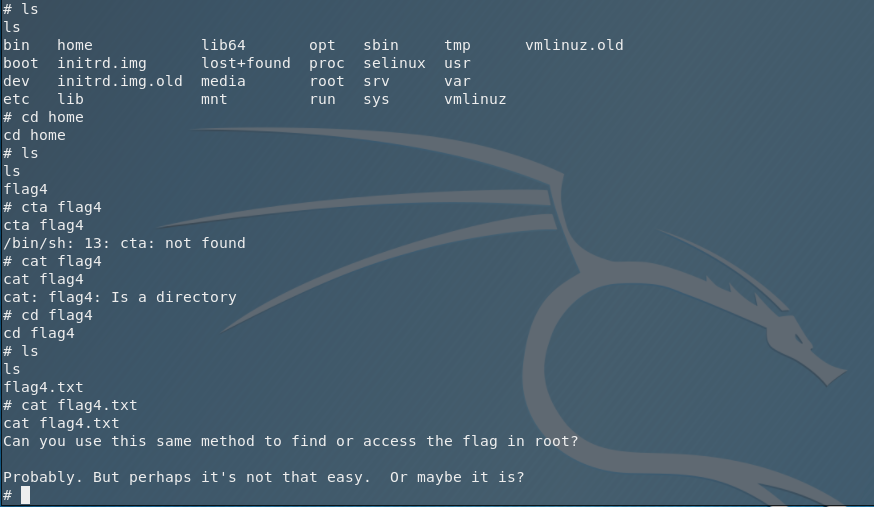 # ls
ls
bin   home            lib64       opt   sbin     tmp      vmlinuz.old
boot  initrd.img      lost+found  proc  selinux  usr
dev   initrd.img.old  media       root  srv      var
etc   lib             mnt         run   sys      vmlinuz
# cd home
cd home
# ls
ls
flag4
# cta flag4
cta flag4
/bin/sh: 13: cta: not found
# cat flag4
cat flag4
cat: flag4: Is a directory
# cd flag4
cd flag4
# ls
ls
flag4.txt
# cat flag4.txt
cat flag4.txt
Can you use this same method to find or access the flag in root?

Probably. But perhaps it's not that easy.  Or maybe it is?
#